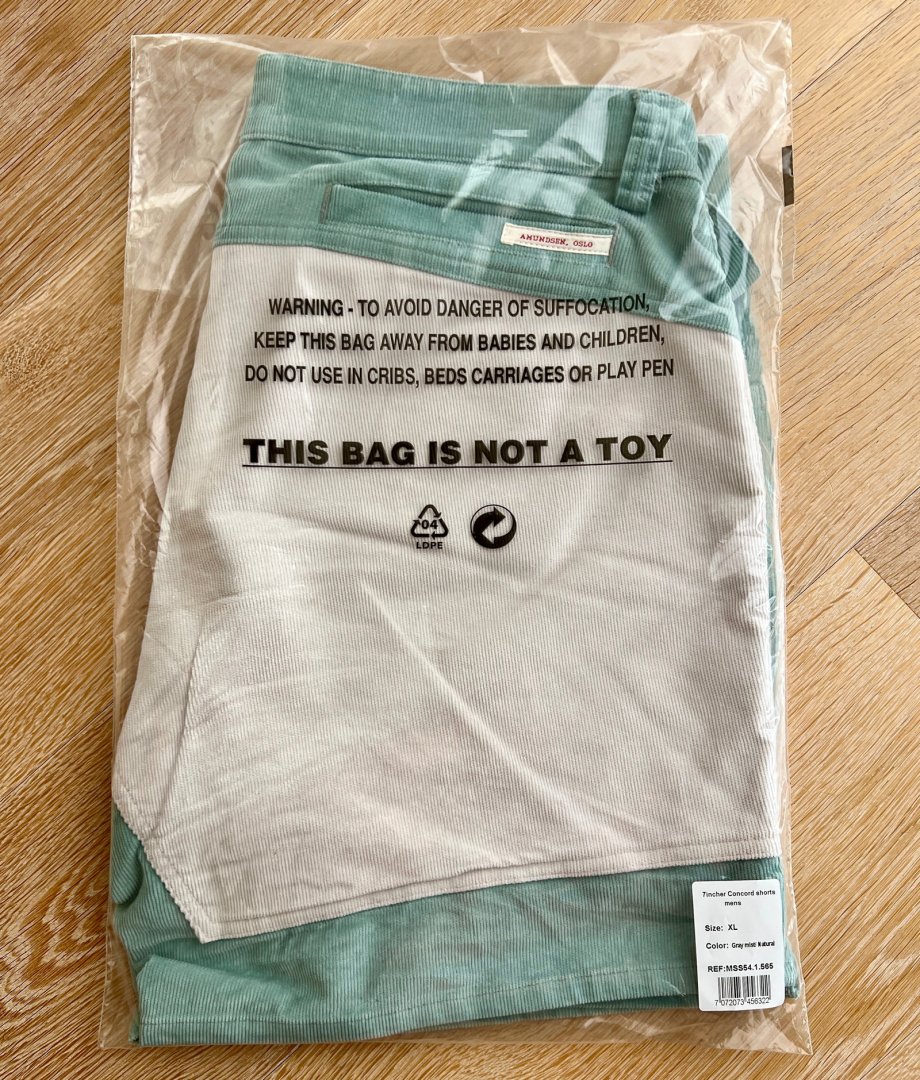 AMUNDSEN, OSLO
WARNING - TO AVOID DANGER OF SUFFOCATION,
KEEP THIS BAG AWAY FROM BABIES AND CHILDREN,
DO NOT USE IN CRIBS, BEDS CARRIAGES OR PLAY PEN
THIS BAG IS NOT A TOY
04
LDPE
7incher Concord shorts
mens
Size: XL
Color: Gray mist/ Natural
REF:MSS54.1.565
7 072073 456322